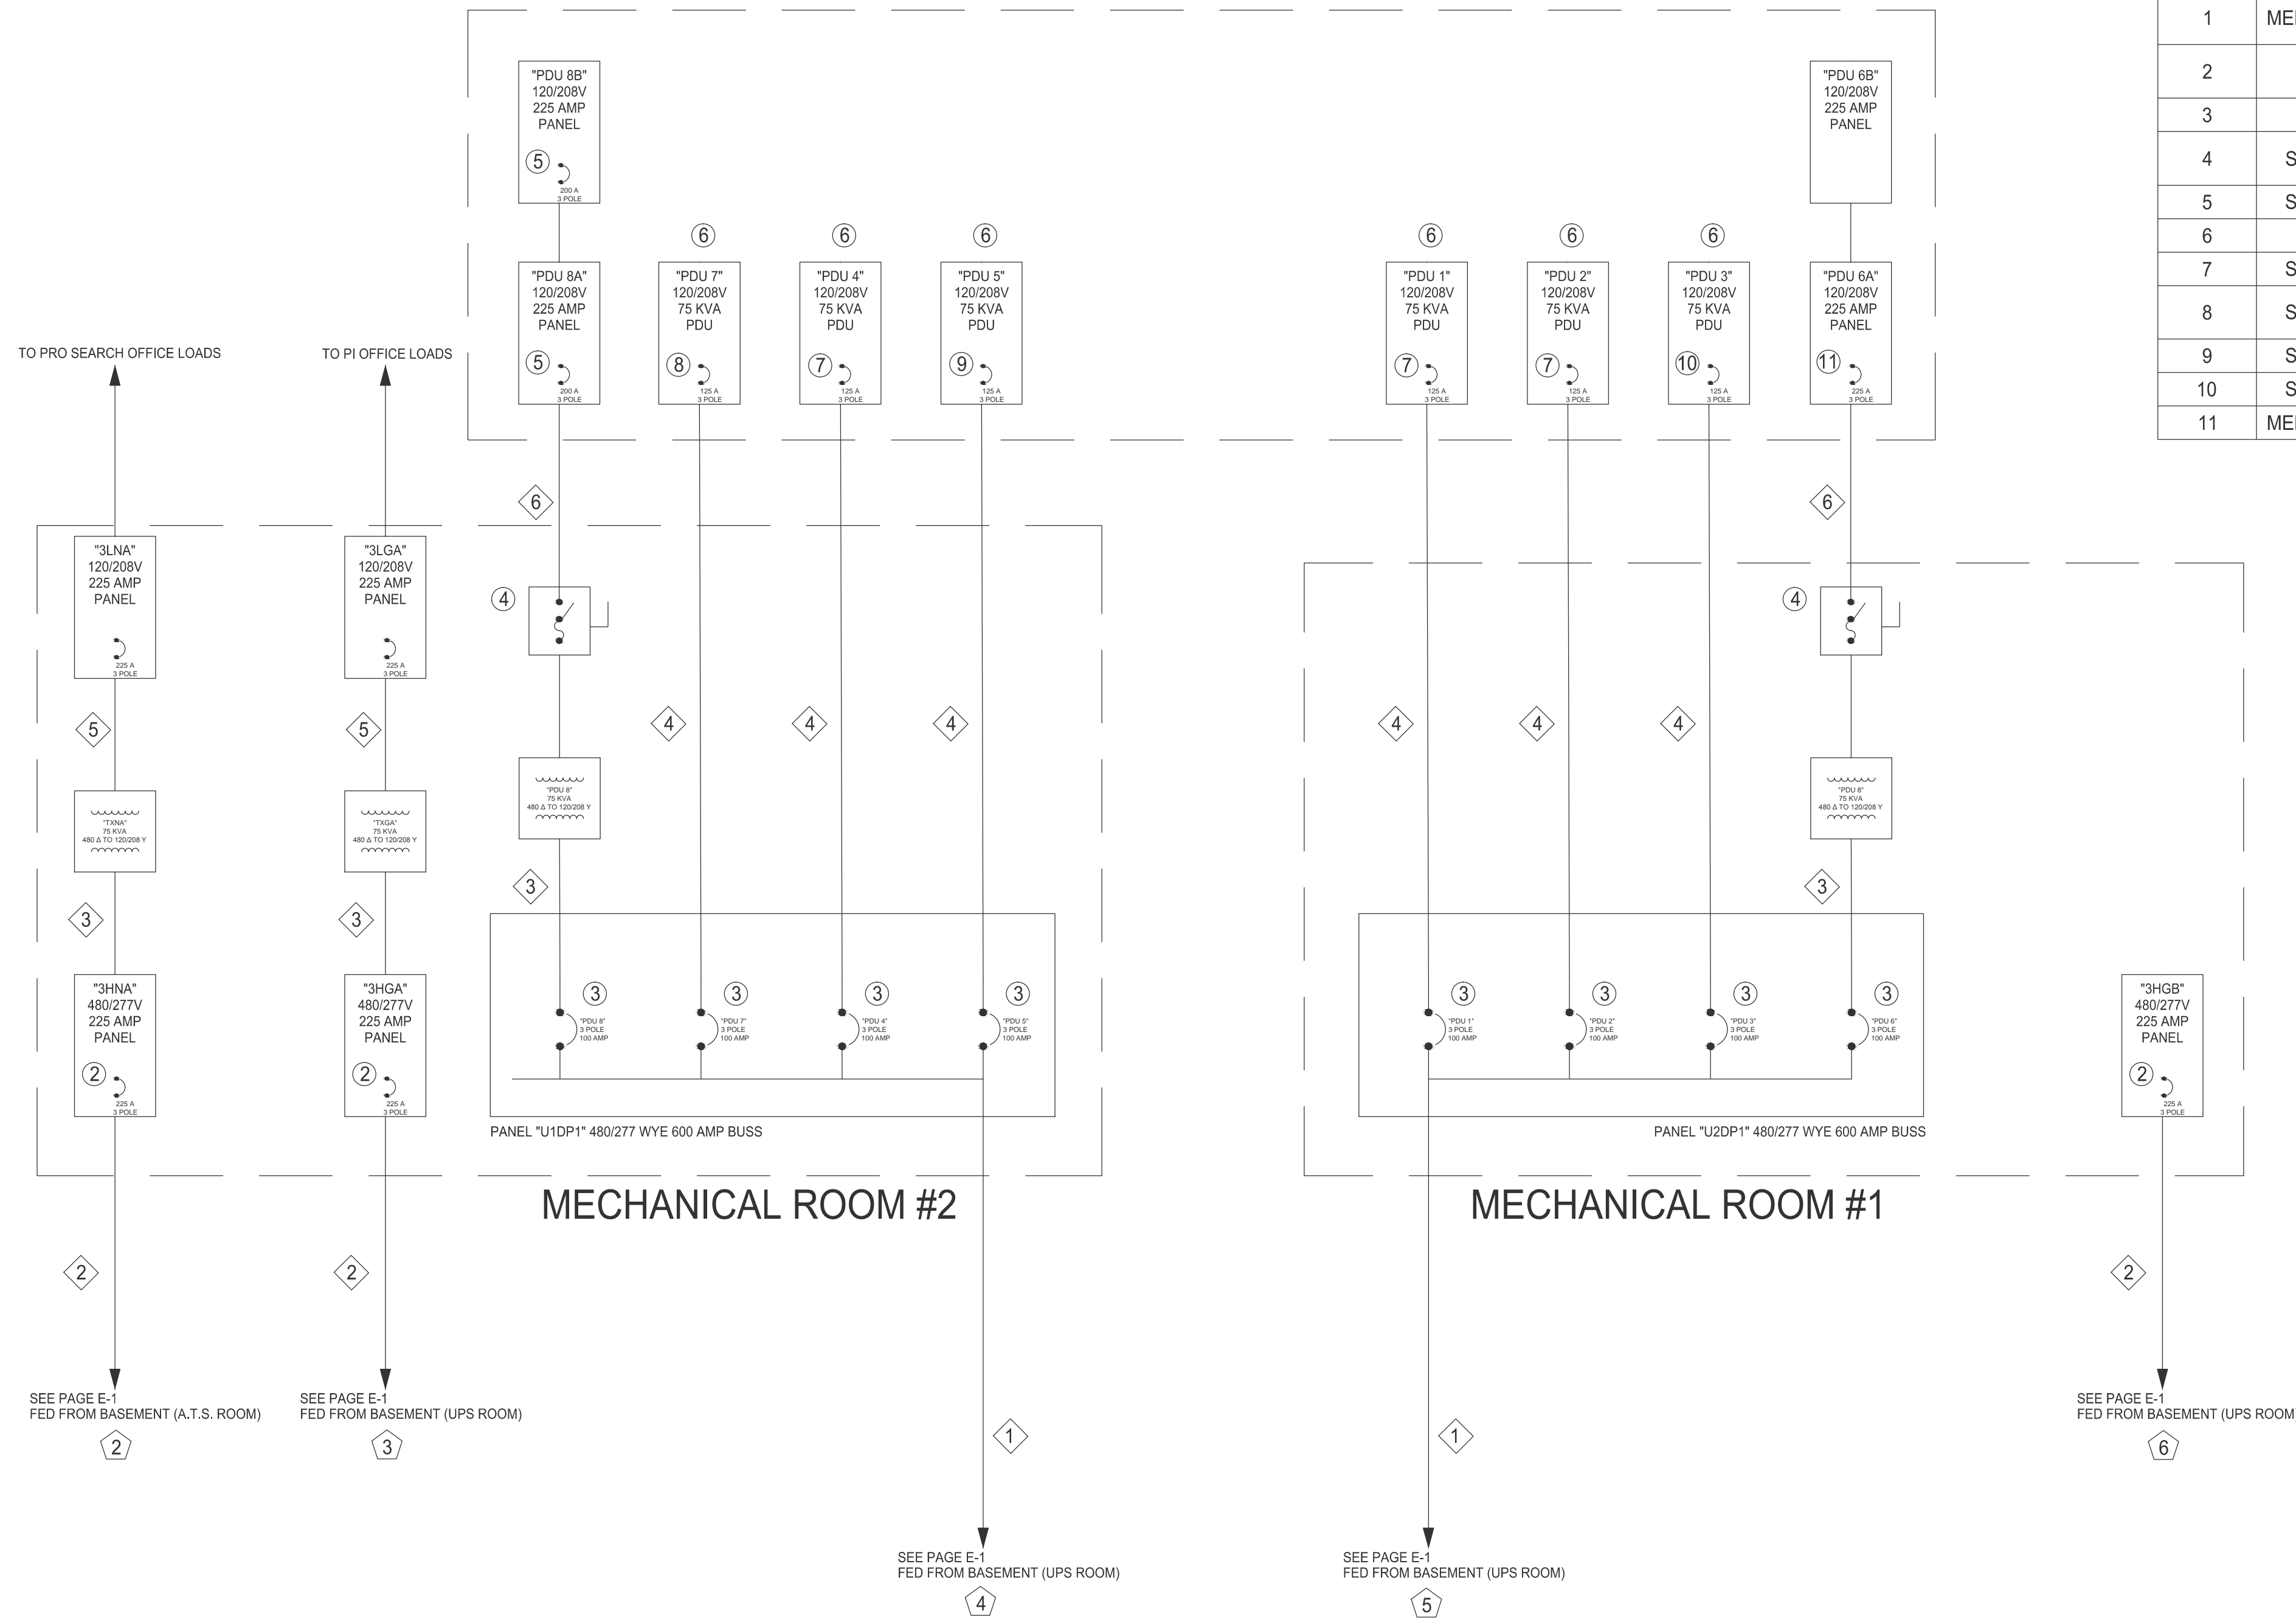 1
MEI
2
3
4
S
5
S
6
7
S
8
S
9
S
10
S
11
MEI
"PDU 8B"
120/208V
225 AMP
PANEL
5
200 A
3 POLE
"PDU 6B"
120/208V
225 AMP
PANEL
6
6
6
6
6
6
"PDU 8A"
120/208V
225 AMP
PANEL
5
200 A
3 POLE
"PDU 7"
120/208V
75 KVA
PDU
8
125 A
3 POLE
"PDU 4"
120/208V
75 KVA
PDU
7
125 A
3 POLE
"PDU 5"
120/208V
75 KVA
PDU
9
125 A
3 POLE
"PDU 1"
120/208V
75 KVA
PDU
7
125 A
3 POLE
"PDU 2"
120/208V
75 KVA
PDU
7
125 A
3 POLE
"PDU 3"
120/208V
75 KVA
PDU
10
125 A
3 POLE
"PDU 6A"
120/208V
225 AMP
PANEL
11
225 A
3 POLE
TO PRO SEARCH OFFICE LOADS
TO PI OFFICE LOADS
6
6
"3LNA"
120/208V
225 AMP
PANEL
225 A
3 POLE
"3LGA"
120/208V
225 AMP
PANEL
225 A
3 POLE
4
4
5
5
4
4
4
4
4
4
"PDU 8"
75 KVA
480 Δ TO 120/208 Y
"PDU 8"
75 KVA
480 Δ TO 120/208 Y
"TXNA"
75 KVA
480 Δ TO 120/208 Y
"TXGA"
75 KVA
480 Δ TO 120/208 Y
3
3
3
3
"3HNA"
480/277V
225 AMP
PANEL
2
225 A
3 POLE
"3HGA"
480/277V
225 AMP
PANEL
2
225 A
3 POLE
3
"PDU 8"
3 POLE
100 AMP
3
"PDU 7"
3 POLE
100 AMP
3
"PDU 4"
3 POLE
100 AMP
3
"PDU 5"
3 POLE
100 AMP
3
"PDU 1"
3 POLE
100 AMP
3
"PDU 2"
3 POLE
100 AMP
3
"PDU 3"
3 POLE
100 AMP
3
"PDU 6"
3 POLE
100 AMP
"3HGB"
480/277V
225 AMP
PANEL
2
225 A
3 POLE
PANEL "U1DP1" 480/277 WYE 600 AMP BUSS
PANEL "U2DP1" 480/277 WYE 600 AMP BUSS
MECHANICAL ROOM #2
MECHANICAL ROOM #1
2
2
2
SEE PAGE E-1
FED FROM BASEMENT (A.T.S. ROOM)
2
SEE PAGE E-1
FED FROM BASEMENT (UPS ROOM)
3
1
1
SEE PAGE E-1
FED FROM BASEMENT (UPS ROOM
6
SEE PAGE E-1
FED FROM BASEMENT (UPS ROOM)
4
SEE PAGE E-1
FED FROM BASEMENT (UPS ROOM)
5